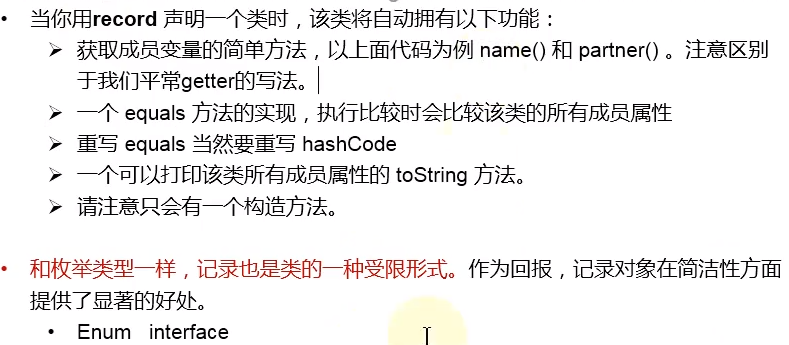 • 当你用record 声明一个类时，该类将自动拥有以下功能：
➢ 获取成员变量的简单方法，以上面代码为例 name() 和 partner() 。注意区别
于我们平常getter的写法。
➢ 一个 equals 方法的实现，执行比较时会比较该类的所有成员属性
➢ 重写 equals 当然要重写 hashCode
➢ 一个可以打印该类所有成员属性的 toString 方法。
➢ 请注意只会有一个构造方法。
• 和枚举类型一样，记录也是类的一种受限形式。作为回报，记录对象在简洁性方面
提供了显著的好处。
• Enum interface